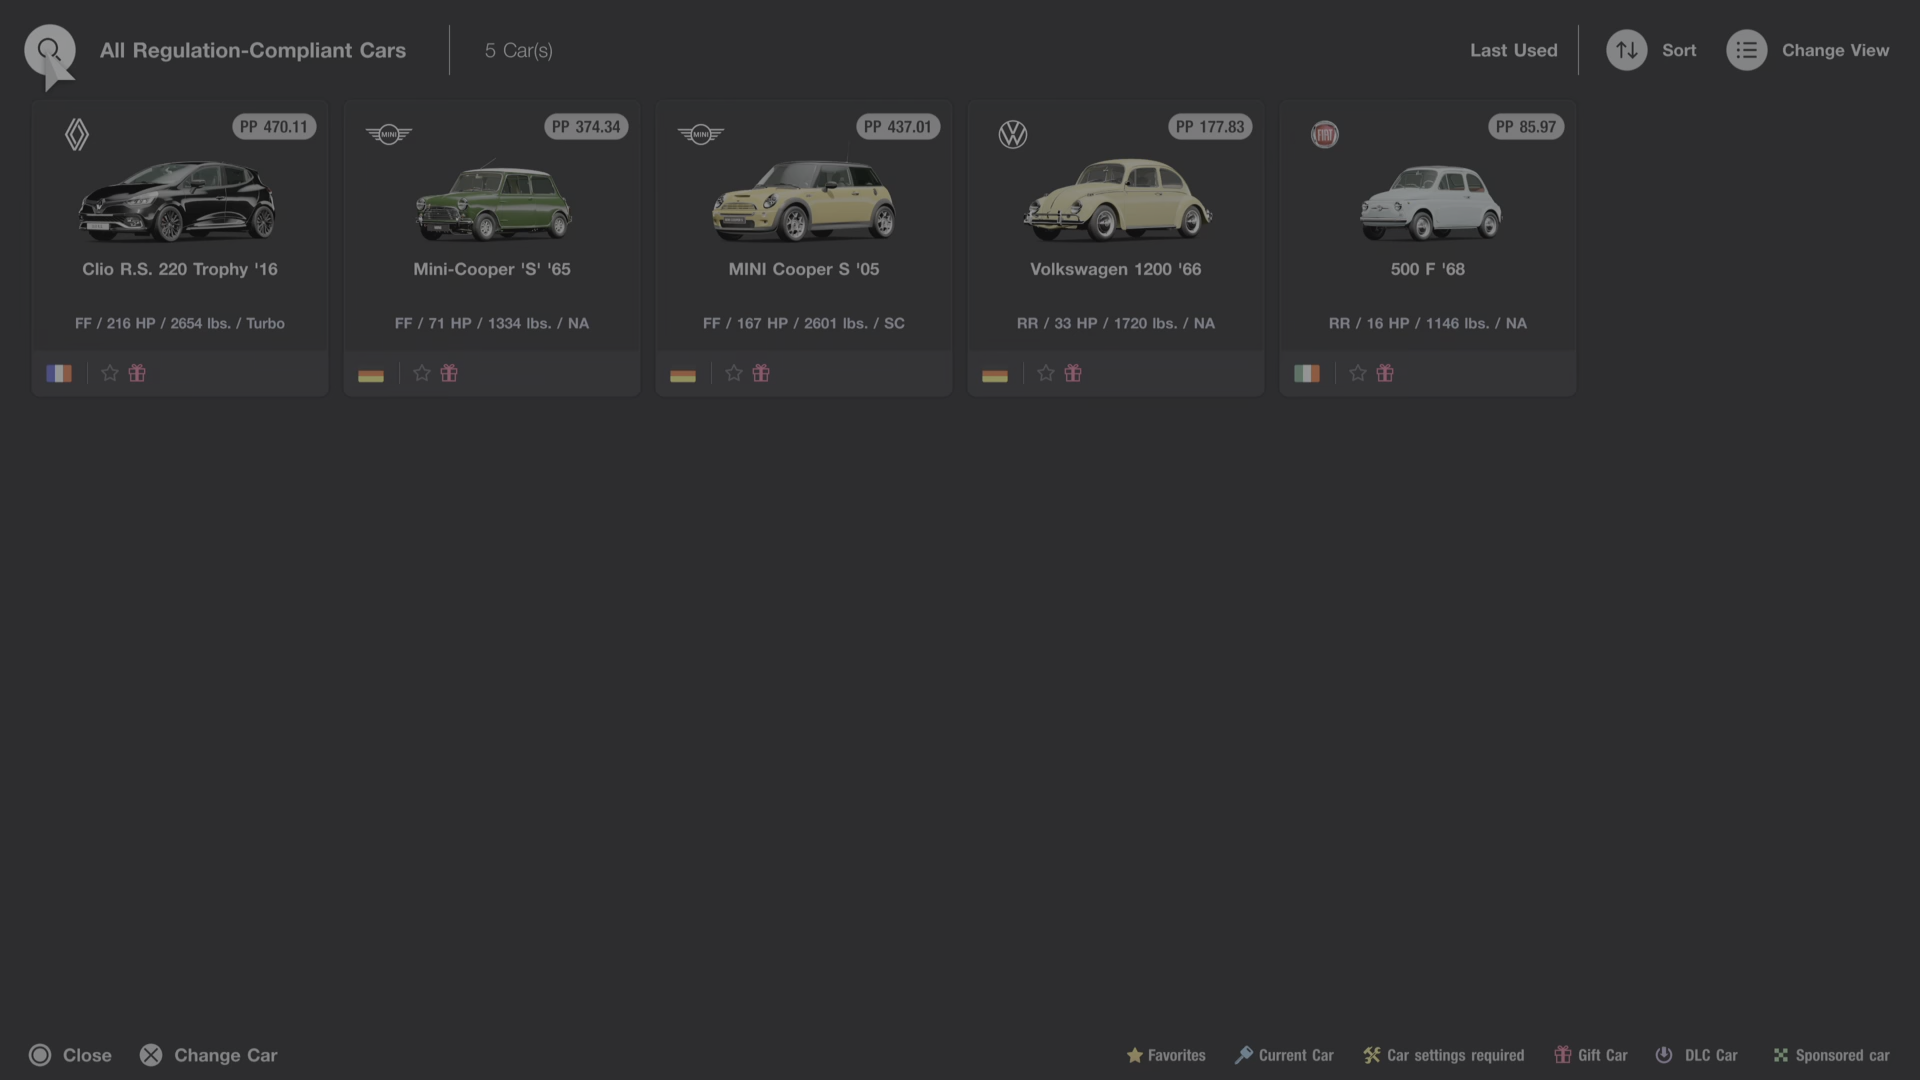 All Regulation-Compliant Cars
5 Car(s)
Last Used
Sort
Change View
PP 470.11
Clio R.S. 220 Trophy '16
FF / 216 HP / 2654 lbs. / Turbo
MINI
PP 374.34
Mini-Cooper 'S' '65
FF / 71 HP / 1334 lbs. / NA
MINI
PP 437.01
MINI Cooper S '05
FF / 167 HP / 2601 lbs. / SC
PP 177.83
Volkswagen 1200 '66
RR / 33 HP / 1720 lbs. / NA
FIAT
PP 85.97
500 F '68
RR / 16 HP / 1146 lbs. / NA
Close
Change Car
Favorites
Current Car
Car settings required
Gift Car
DLC Car
Sponsored car